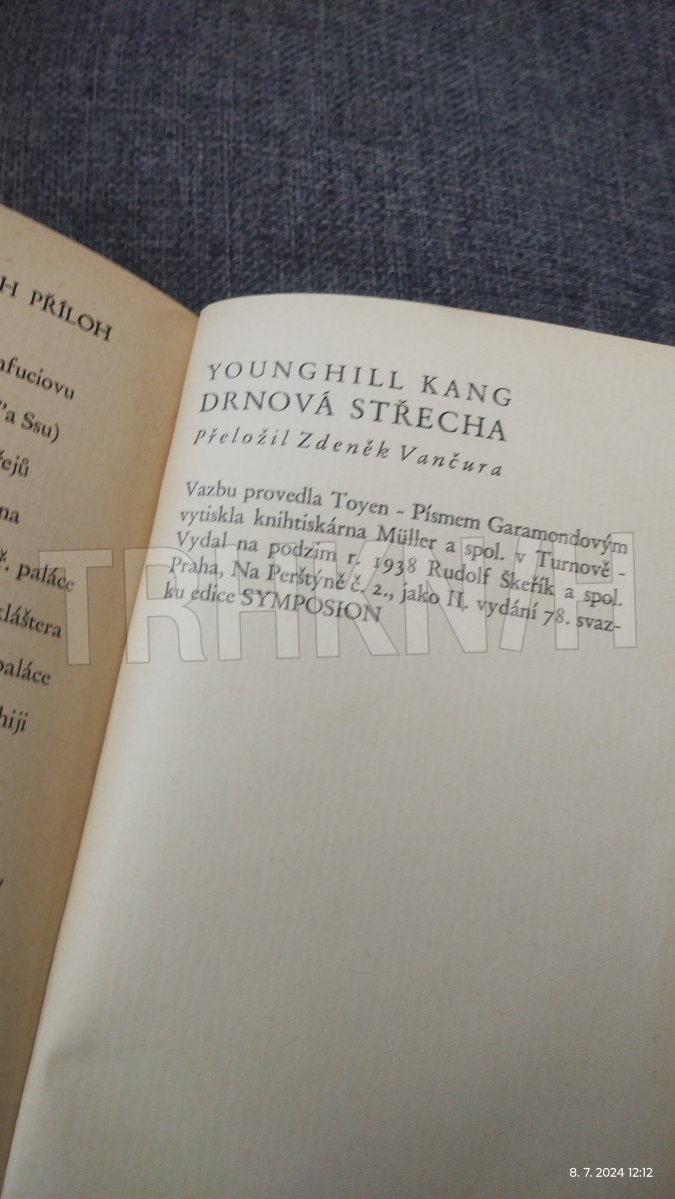 H PŘÍLOH
nfuciovu
'a Ssu)
řejů
na
ř. paláce
kláštera
paláce
hiji
YOUNGHILL KANG
DRNOVÁ STŘECHA
Přeložil Zdeněk Vančura
Vazbu provedla Toyen - Písmem Garamondovým
vytiskla knihtiskárna Müller a spol. v Turnově -
Vydal na podzim r. 1938 Rudolf Škeřík a spol.
Praha, Na Perštýně č. 2., jako II. vydání 78. svaz-
ku edice SYMPOSION
TRHKNIH
8. 7. 2024 12:12